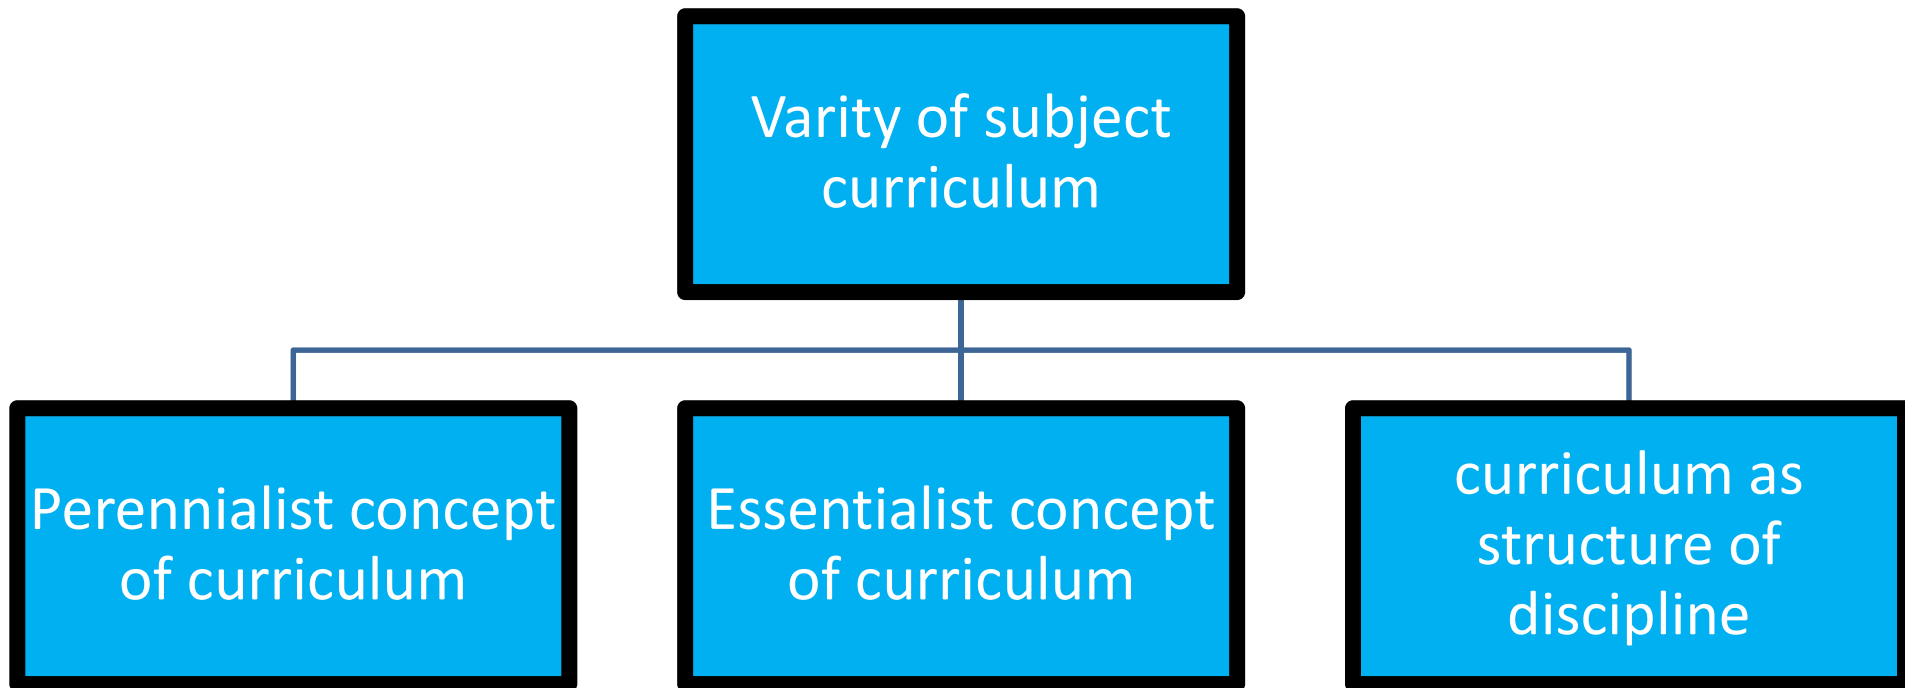 Varity of subject
curriculum
Perennialist concept
of curriculum
Essentialist concept
of curriculum
curriculum as
structure of
discipline